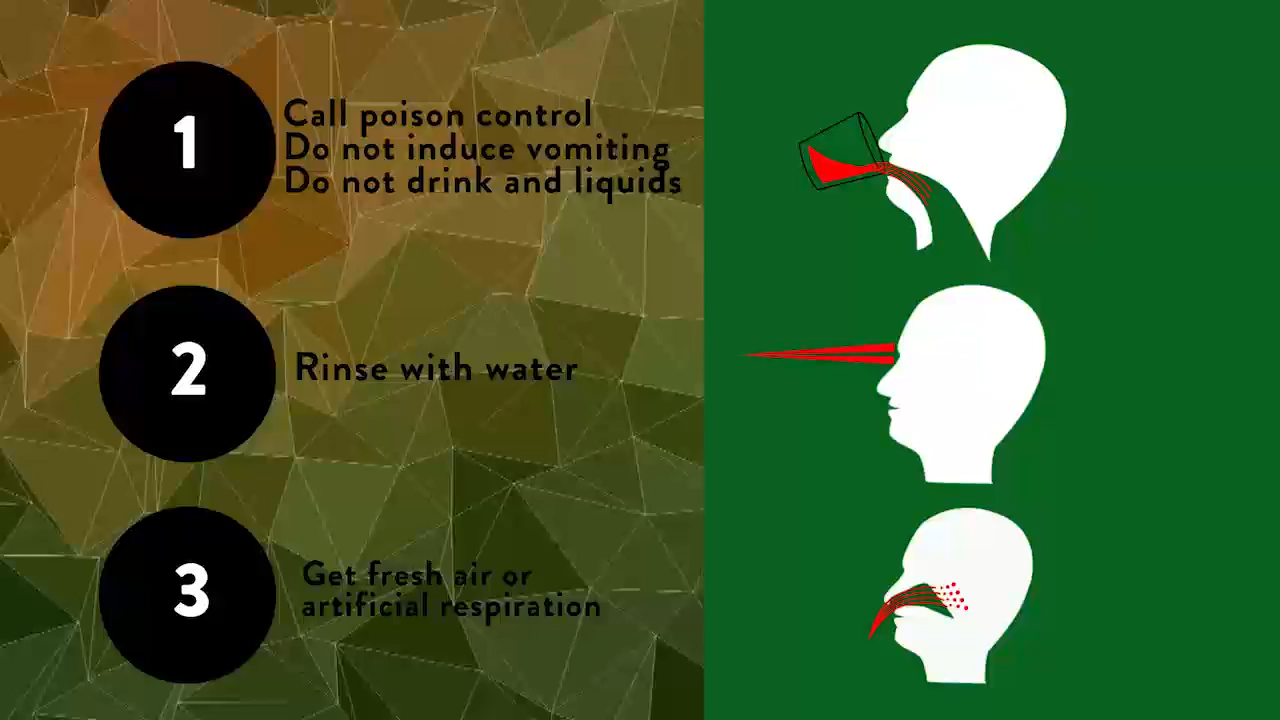 1
Call poison control
Do not induce vomiting
Do not drink and liquids
2
Rinse with water
3
Get fresh air or
artificial respiration